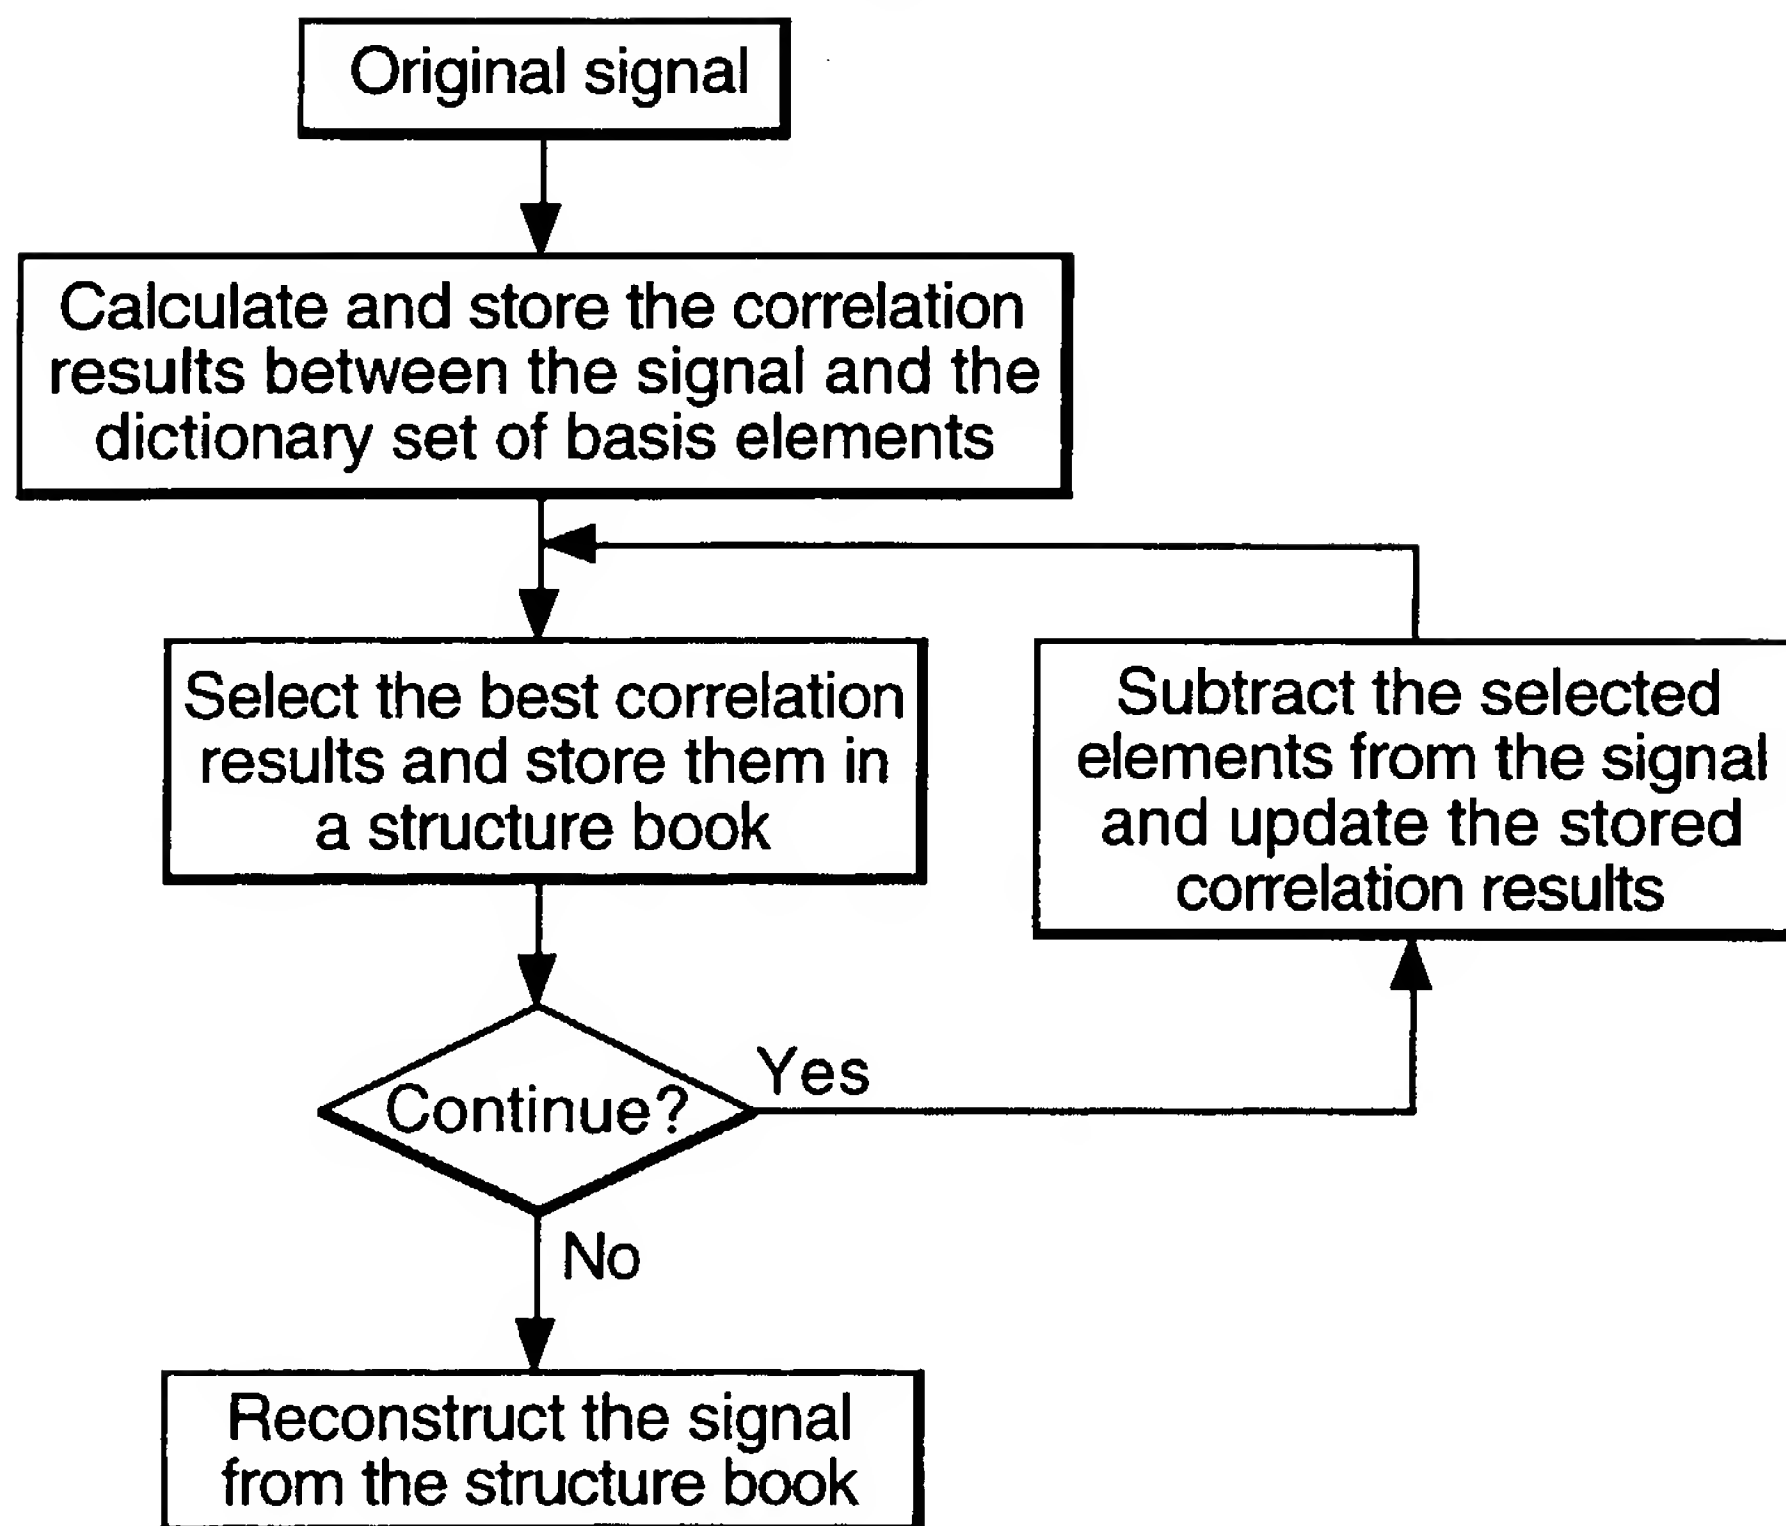 Original signal
Calculate and store the correlation
results between the signal and the
dictionary set of basis elements
Select the best correlation
results and store them in
a structure book
Subtract the selected
elements from the signal
and update the stored
correlation results
Continue?
Yes
No
Reconstruct the signal
from the structure book